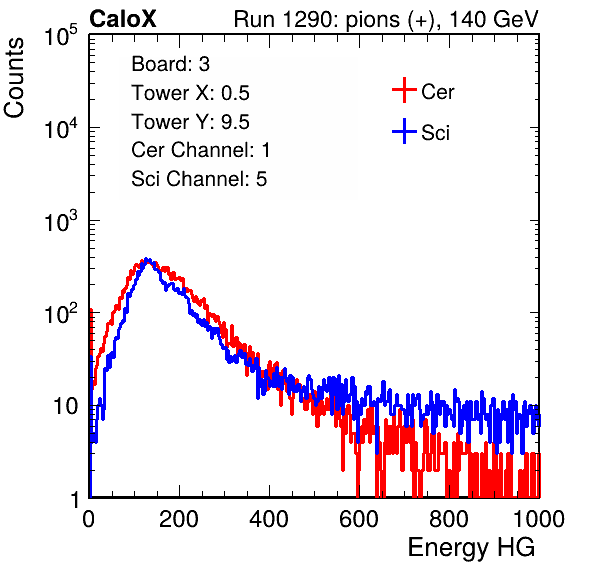 CaloX Run 1290: pions (+), 140 GeV
Counts
Board: 3
Tower X: 0.5
Tower Y: 9.5
Cer Channel: 1
Sci Channel: 5
Cer
Sci
10^5
10^4
10^3
10^2
10
1
0 200 400 600 800 1000
Energy HG